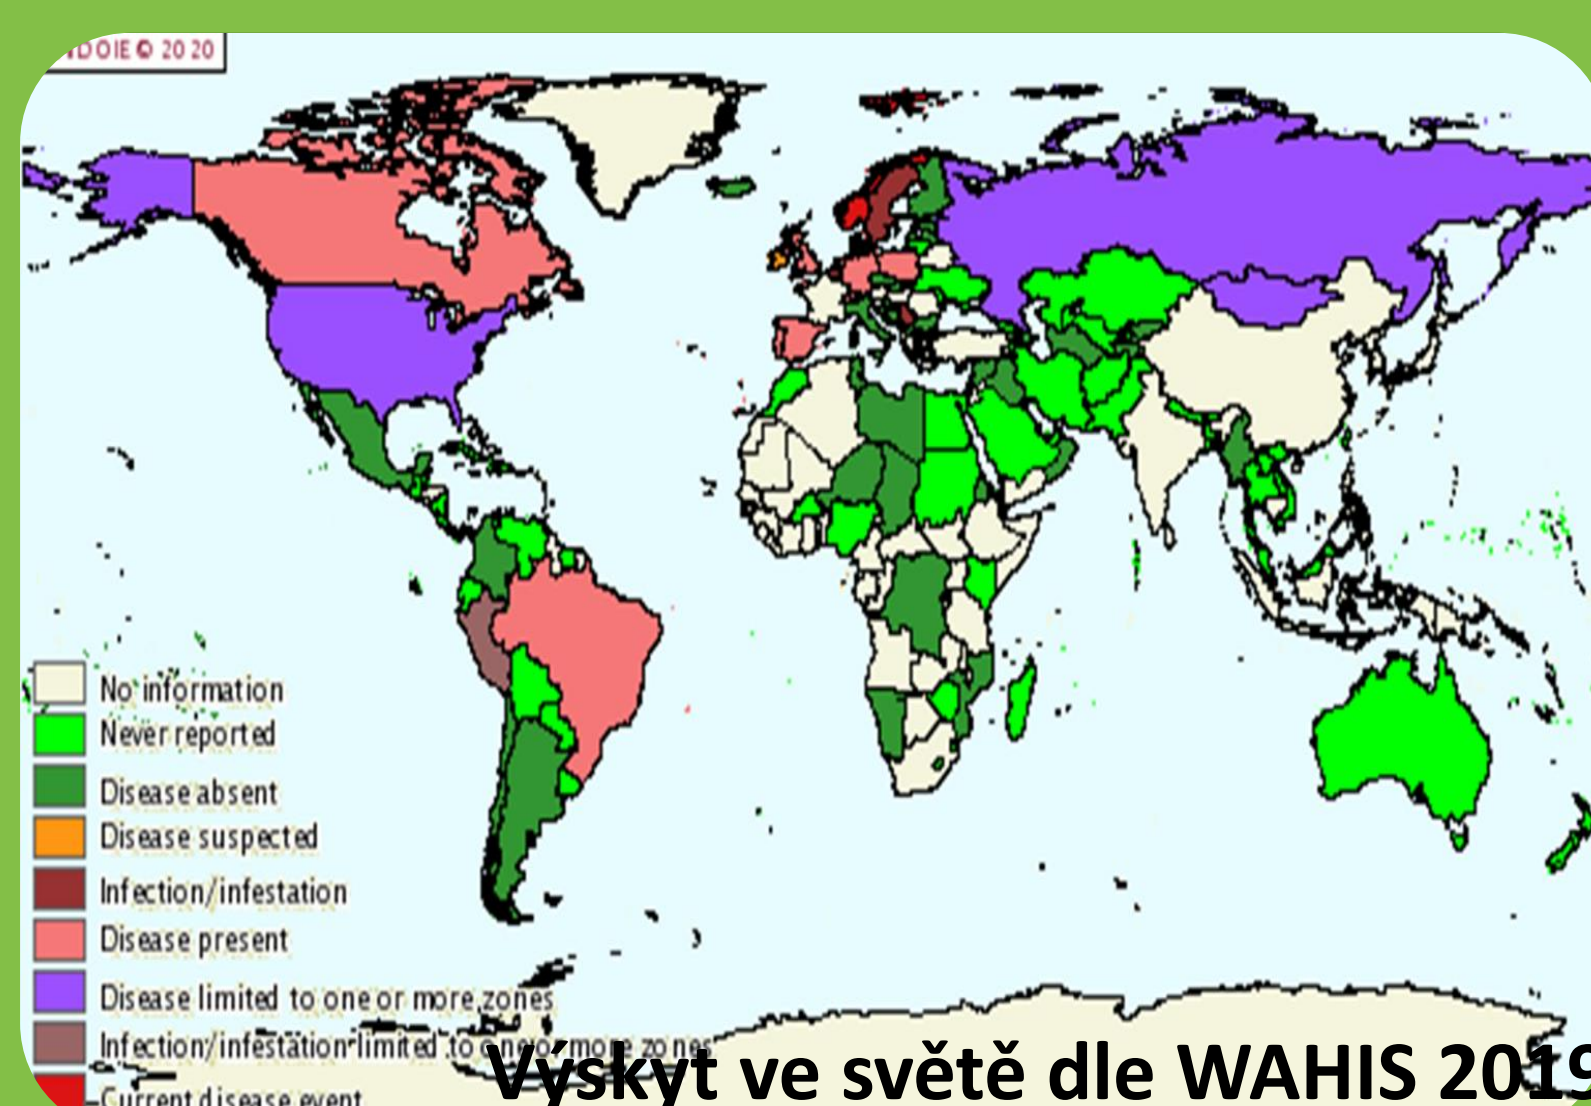 DOIE © 2020
No information
Never reported
Disease absent
Disease suspected
Infection/infestation
Disease present
Disease limited to one or more zones
Infection/infestation limited to one or more zones
Výskyt ve světě dle WAHIS 2019
Current disease event